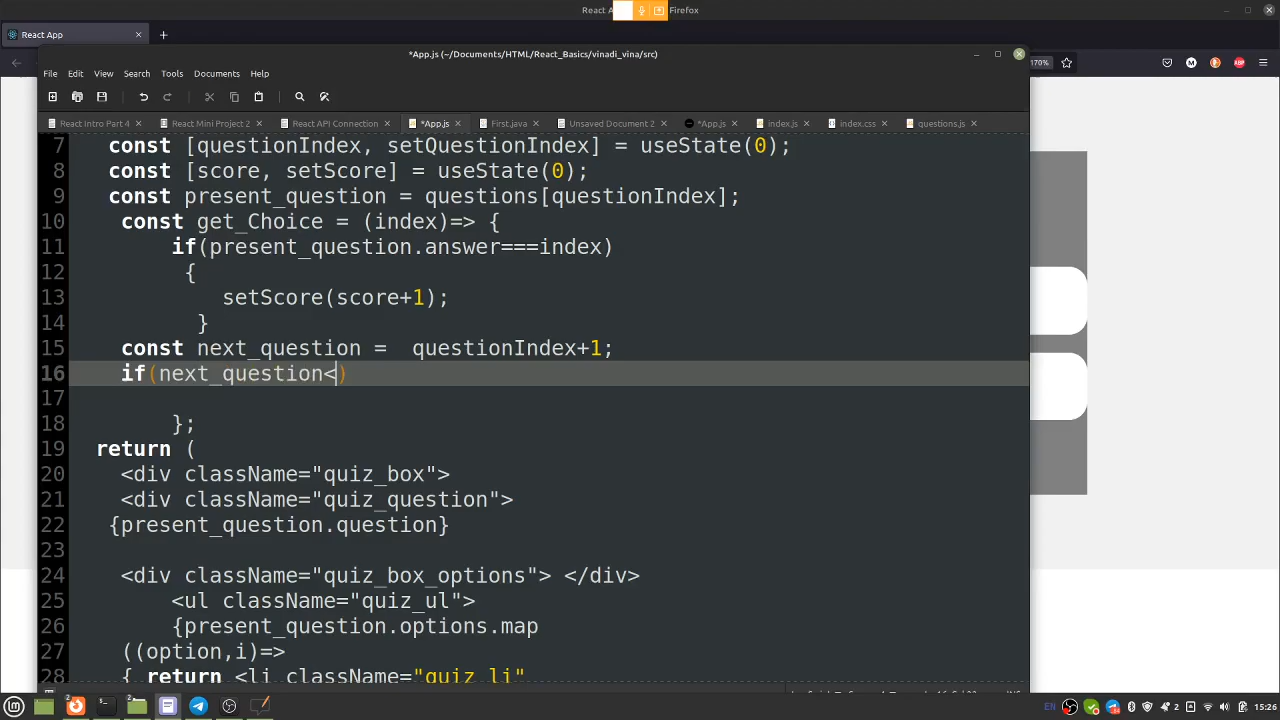 React A
Firefox
React App
*App.js (~/Documents/HTML/React_Basics/vinadi_vina/src)
170%
File Edit View Search Tools Documents Help
React Intro Part 4 React Mini Project 2 React API Connection *App.js First.java Unsaved Document 2 *App.js index.js index.css questions.js
7 const [questionIndex, setQuestionIndex] = useState(0);
8 const [score, setScore] = useState(0);
9 const present_question = questions[questionIndex];
10 const get_Choice = (index)=> {
11 if(present_question.answer===index)
12 {
13 setScore(score+1);
14 }
15 const next_question = questionIndex+1;
16 if(next_question<)
17
18 };
19 return (
20 <div className="quiz_box">
21 <div className="quiz_question">
22 {present_question.question}
23
24 <div className="quiz_box_options"> </div>
25 <ul className="quiz_ul">
26 {present_question.options.map
27 ((option,i)=>
28 { return <li className="quiz_li"
EN 2 15:26